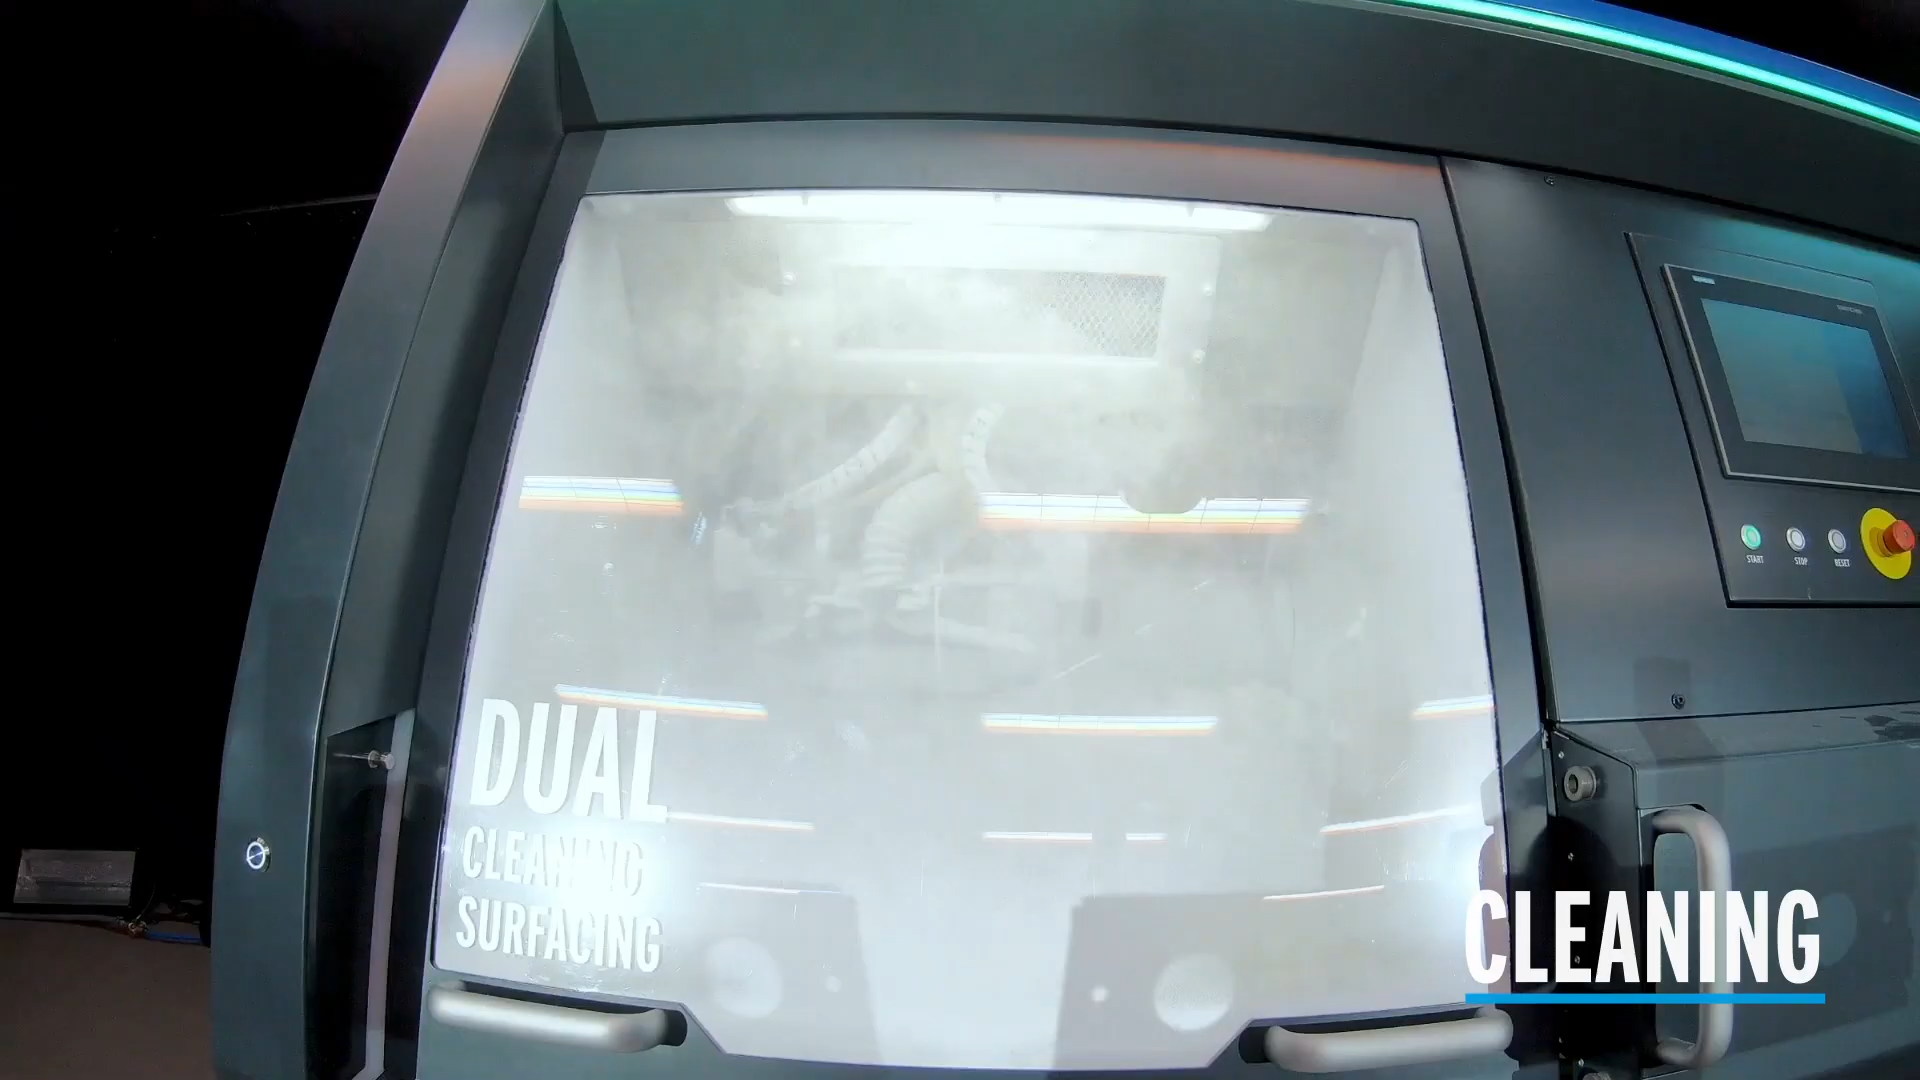 START
STOP
RESET
DUAL
CLEANING
SURFACING
CLEANING